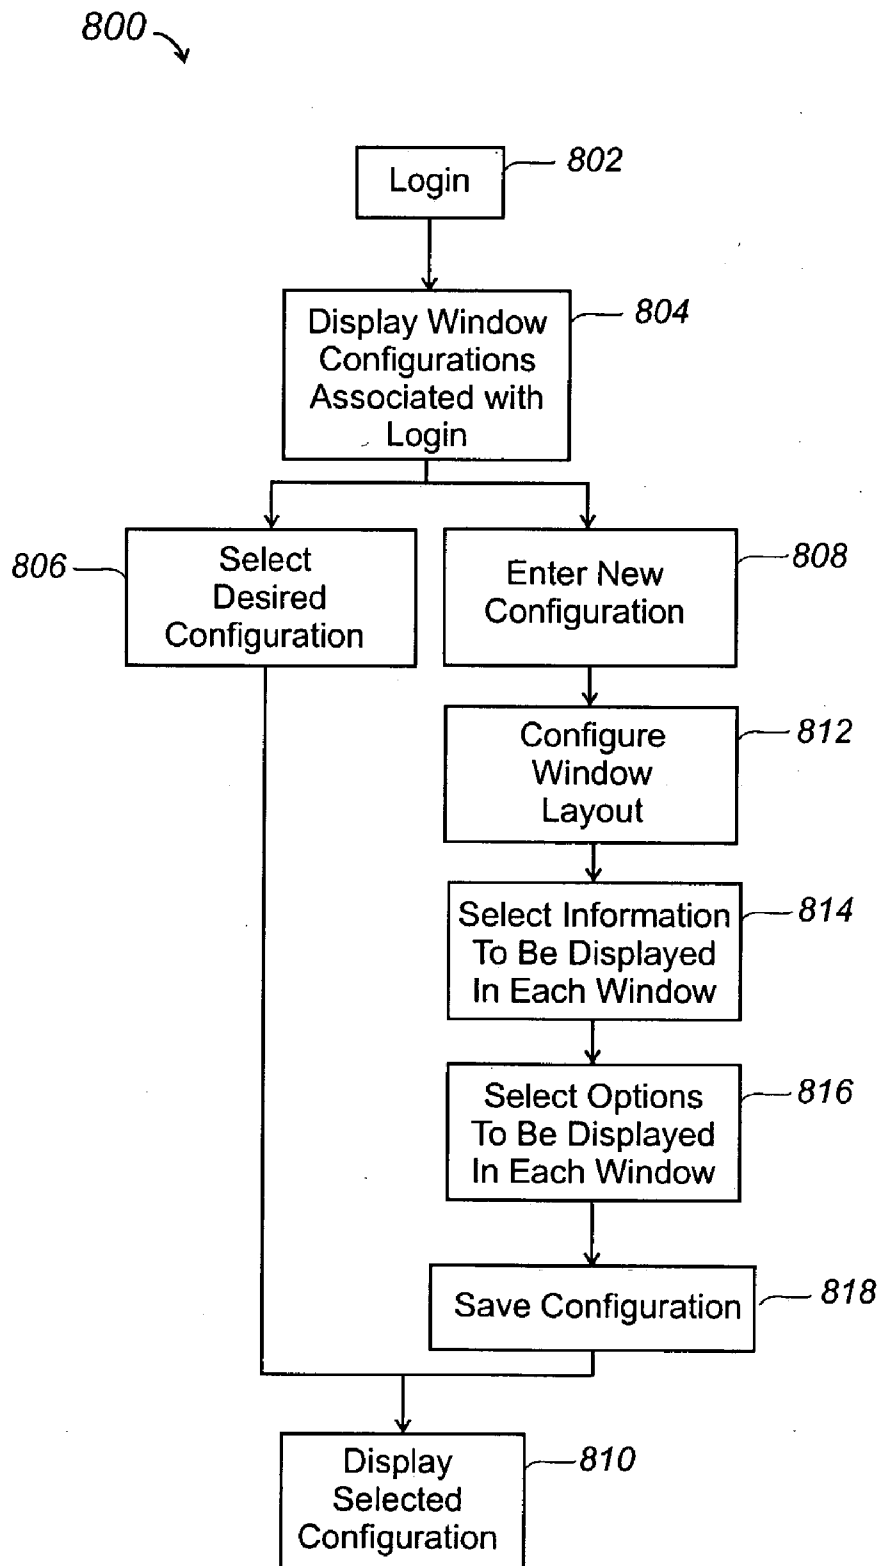 800
Login
802
Display Window
Configurations
Associated with
Login
804
806
Select
Desired
Configuration
Enter New
Configuration
808
Configure
Window
Layout
812
Select Information
To Be Displayed
In Each Window
814
Select Options
To Be Displayed
In Each Window
816
Save Configuration
818
Display
Selected
Configuration
810